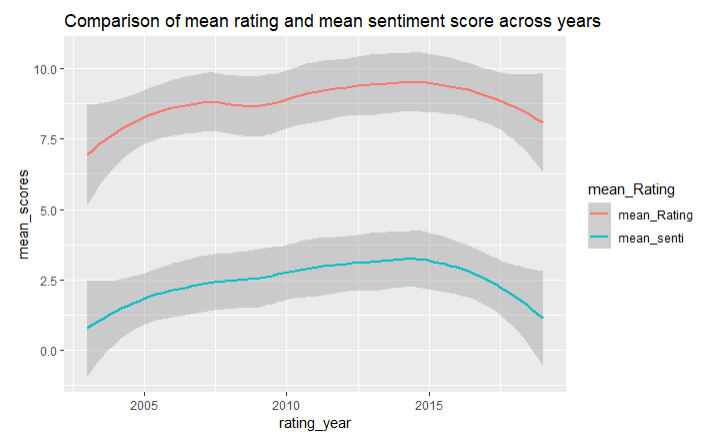 Comparison of mean rating and mean sentiment score across years
mean_scores
10.0
7.5
5.0
2.5
0.0
2005 2010 2015
rating_year
mean_Rating
mean_Rating
mean_senti